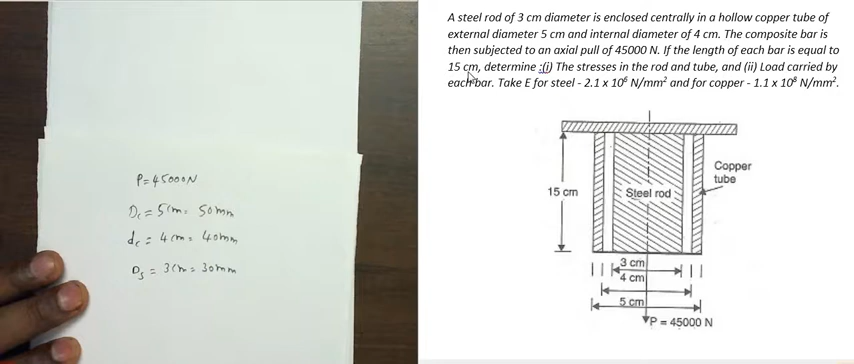 P = 45000N
Dc = 5cm = 50mm
dc = 4cm = 40mm
Ds = 3cm = 30mm
A steel rod of 3 cm diameter is enclosed centrally in a hollow copper tube of
external diameter 5 cm and internal diameter of 4 cm. The composite bar is
then subjected to an axial pull of 45000 N. If the length of each bar is equal to
15 cm, determine :(i) The stresses in the rod and tube, and (ii) Load carried by
each bar. Take E for steel - 2.1 x 10⁶ N/mm² and for copper - 1.1 x 10⁸ N/mm².
Copper
tube
15 cm
Steel rod
3 cm
4 cm
5 cm
P = 45000 N